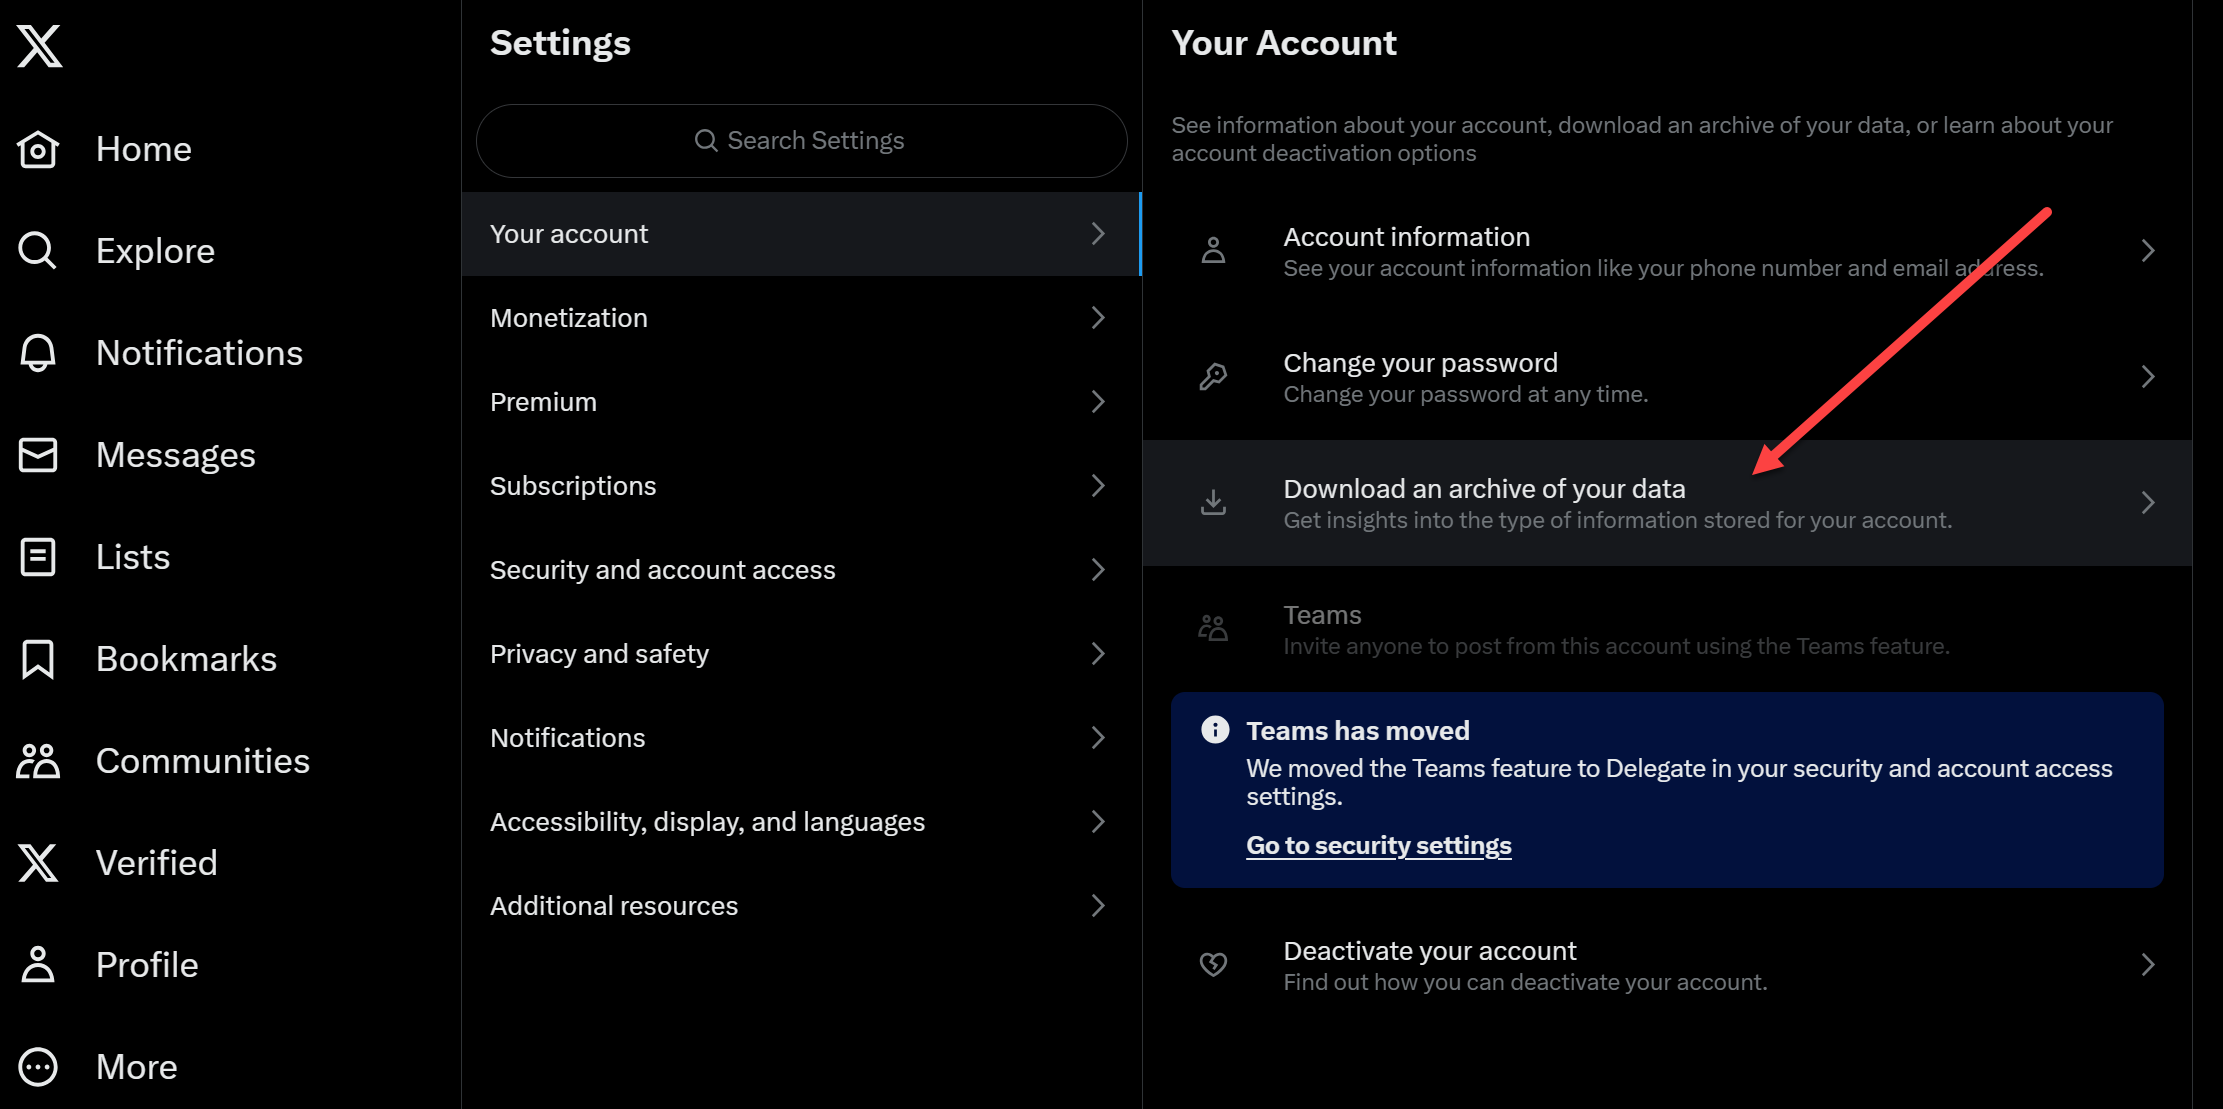 Home
Explore
Notifications
Messages
Lists
Bookmarks
Communities
Verified
Profile
More
Settings
Search Settings
Your account
Monetization
Premium
Subscriptions
Security and account access
Privacy and safety
Notifications
Accessibility, display, and languages
Additional resources
Your Account
See information about your account, download an archive of your data, or learn about your
account deactivation options
Account information
See your account information like your phone number and email address.
Change your password
Change your password at any time.
Download an archive of your data
Get insights into the type of information stored for your account.
Teams
Invite anyone to post from this account using the Teams feature.
Teams has moved
We moved the Teams feature to Delegate in your security and account access
settings.
Go to security settings
Deactivate your account
Find out how you can deactivate your account.